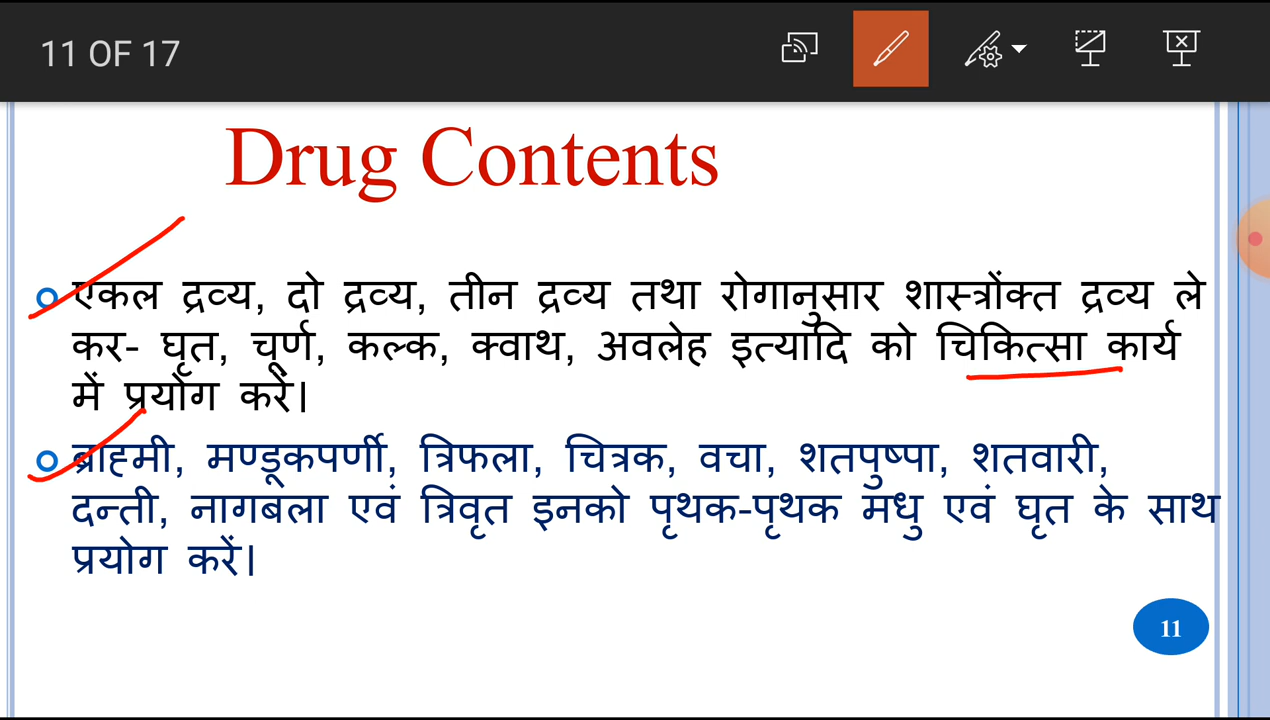 11 OF 17
Drug Contents
एकल द्रव्य, दो द्रव्य, तीन द्रव्य तथा रोगानुसार शास्त्रोंक्त द्रव्य ले
कर- घृत, चूर्ण, कल्क, क्वाथ, अवलेह इत्यादि को चिकित्सा कार्य
में प्रयोग करें।
ब्राह्मी, मण्डूकपर्णी, त्रिफला, चित्रक, वचा, शतपुष्पा, शतवारी,
दन्ती, नागबला एवं त्रिवृत इनको पृथक-पृथक मधु एवं घृत के साथ
प्रयोग करें।
11